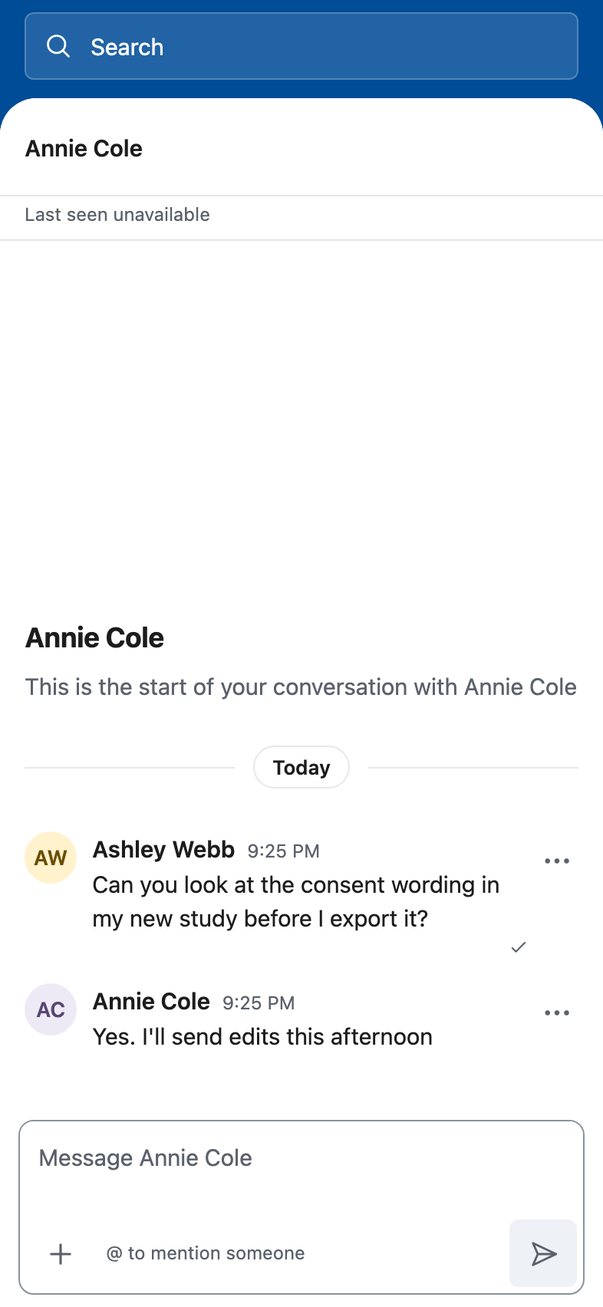 Search
Annie Cole
Last seen unavailable
Annie Cole
This is the start of your conversation with Annie Cole
Today
AW
Ashley Webb 9:25 PM
Can you look at the consent wording in
my new study before I export it?
AC
Annie Cole 9:25 PM
Yes. I'll send edits this afternoon
Message Annie Cole
@ to mention someone